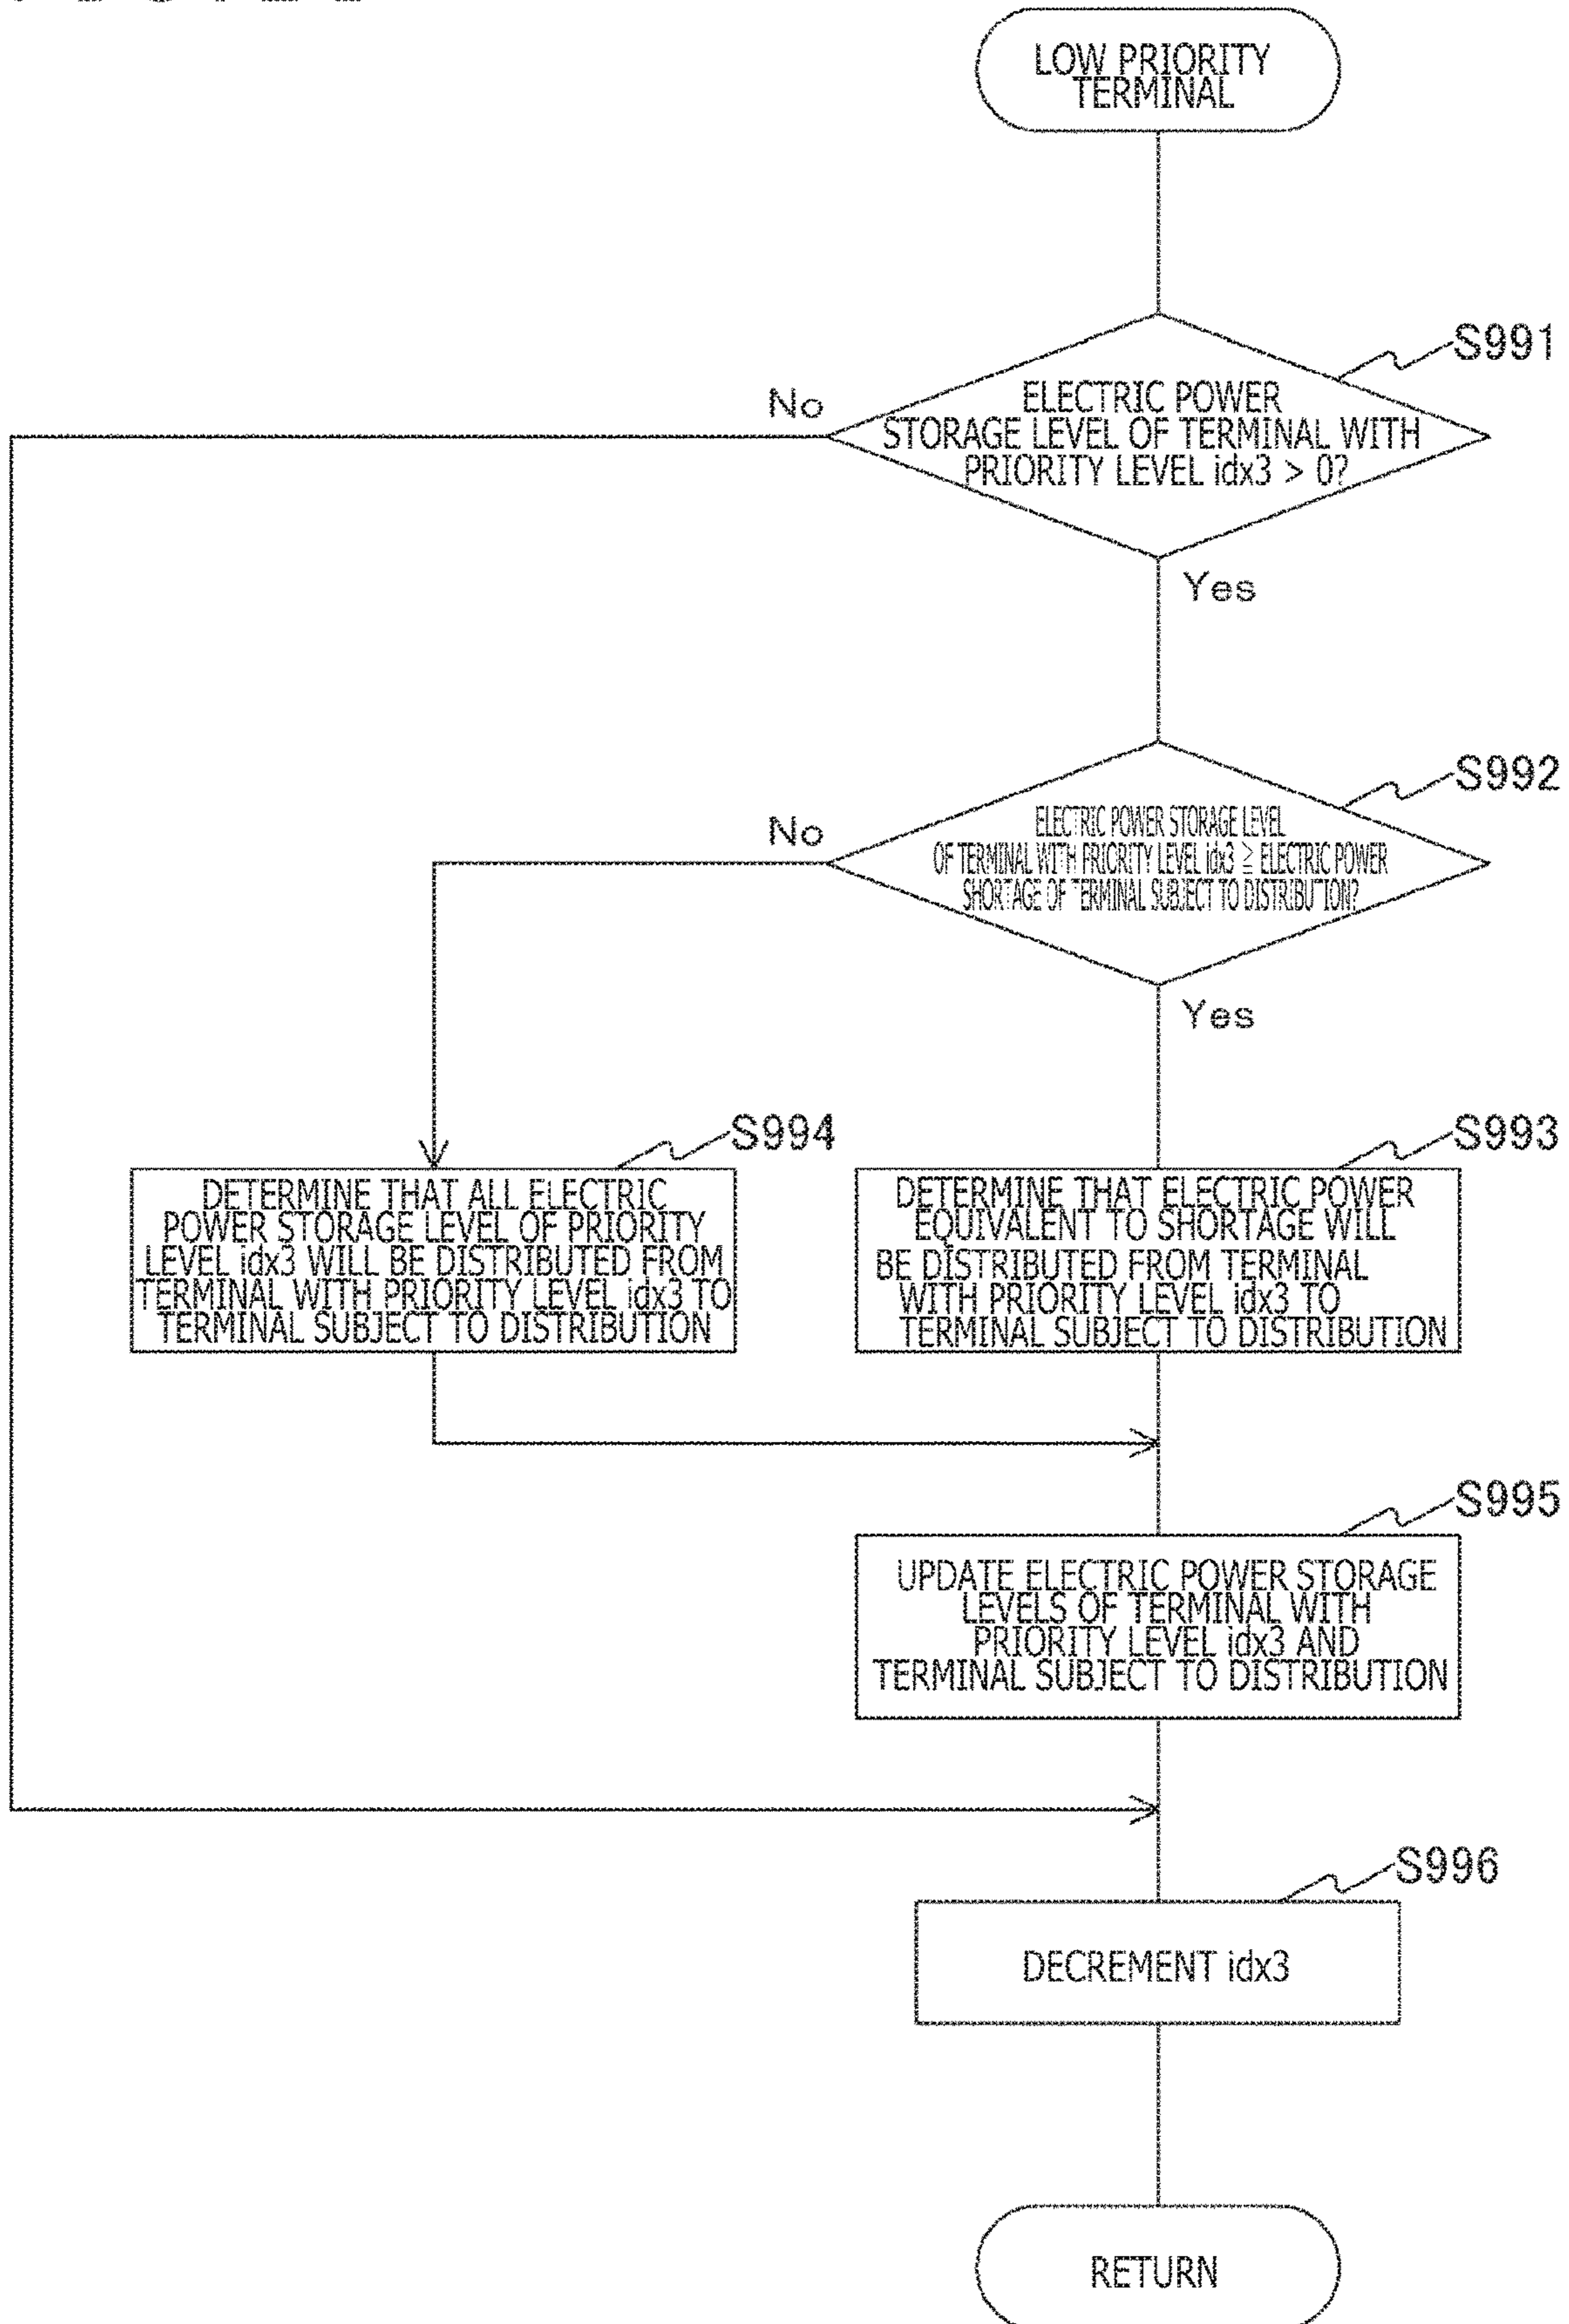 LOW PRIORITY
TERMINAL
S991
No
ELECTRIC POWER
STORAGE LEVEL OF TERMINAL WITH
PRIORITY LEVEL idx3 > 0?
Yes
S992
No
ELECTRIC POWER STORAGE LEVEL
OF TERMINAL WITH PRIORITY LEVEL idx3 ≧ ELECTRIC POWER
SHORTAGE OF TERMINAL SUBJECT TO DISTRIBUTION?
Yes
S994
DETERMINE THAT ALL ELECTRIC
POWER STORAGE LEVEL OF PRIORITY
LEVEL idx3 WILL BE DISTRIBUTED FROM
TERMINAL WITH PRIORITY LEVEL idx3 TO
TERMINAL SUBJECT TO DISTRIBUTION
S993
DETERMINE THAT ELECTRIC POWER
EQUIVALENT TO SHORTAGE WILL
BE DISTRIBUTED FROM TERMINAL
WITH PRIORITY LEVEL idx3 TO
TERMINAL SUBJECT TO DISTRIBUTION
S995
UPDATE ELECTRIC POWER STORAGE
LEVELS OF TERMINAL WITH
PRIORITY LEVEL idx3 AND
TERMINAL SUBJECT TO DISTRIBUTION
S996
DECREMENT idx3
RETURN